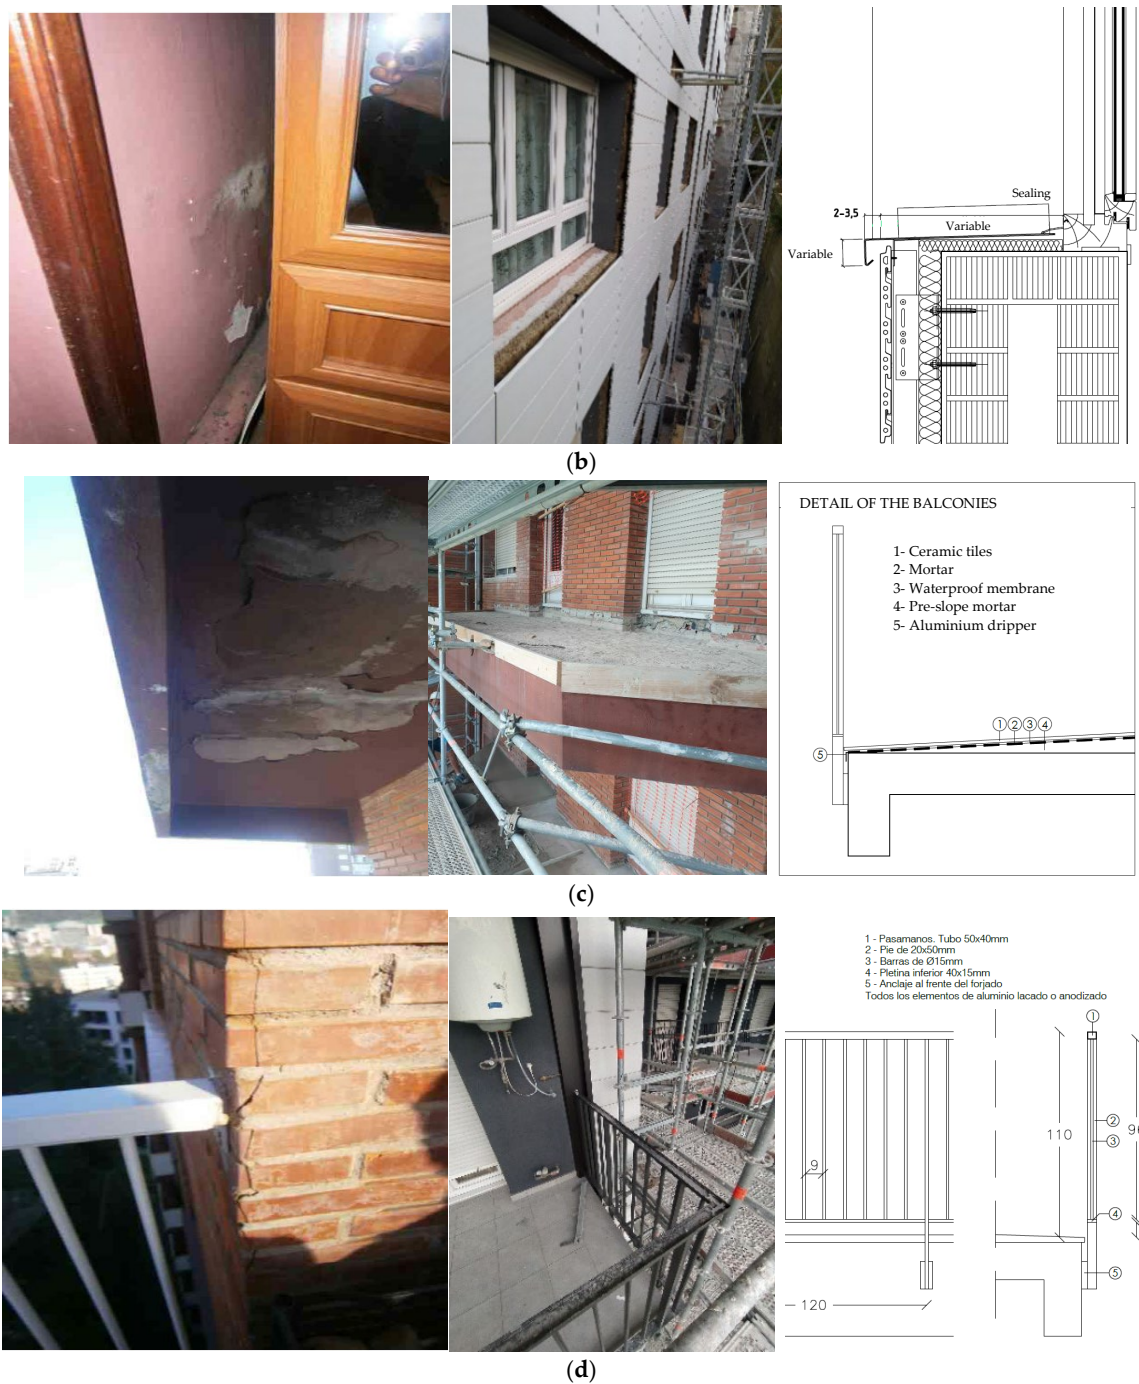 Sealing
2-3,5
Variable
Variable
(b)
DETAIL OF THE BALCONIES
1- Ceramic tiles
2- Mortar
3- Waterproof membrane
4- Pre-slope mortar
5- Aluminium dripper
1 2 3 4
5
(c)
1 - Pasamanos. Tubo 50x40mm
2 - Pie de 20x50mm
3 - Barras de Ø15mm
4 - Pletina inferior 40x15mm
5 - Anclaje al frente del forjado
Todos los elementos de aluminio lacado o anodizado
1
2
110
96
3
9
4
5
120
(d)